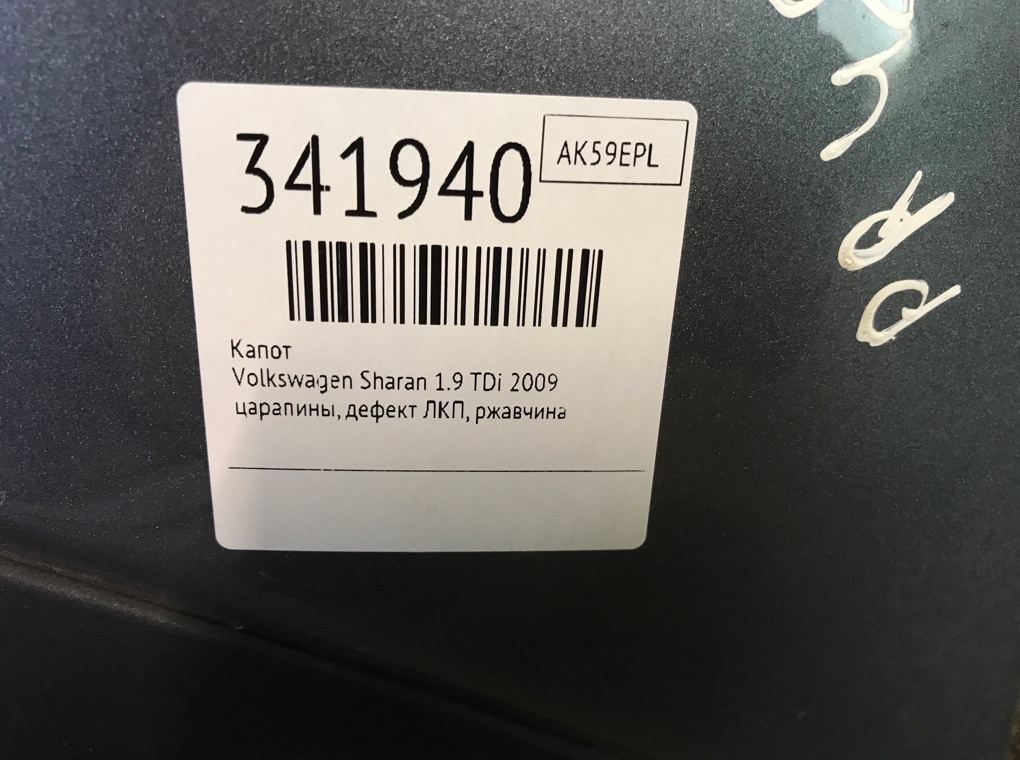 341940
AK59EPL
Капот
Volkswagen Sharan 1.9 TDi 2009
царапины, дефект ЛКП, ржавчина